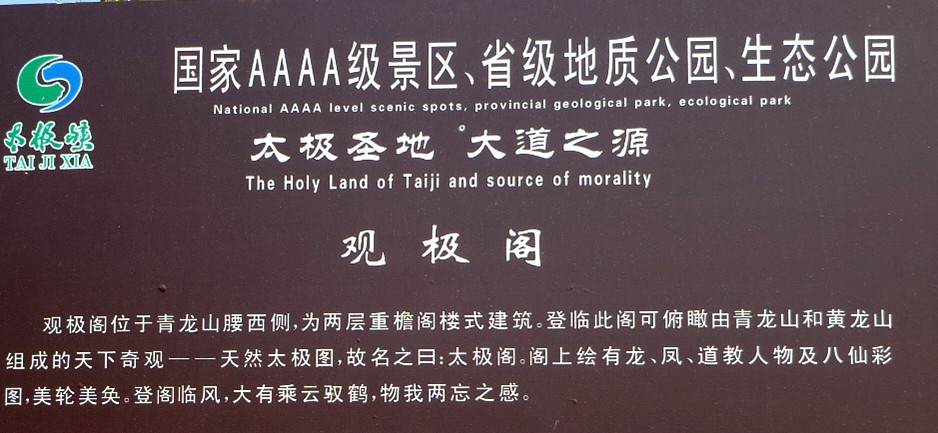 国家AAAA级景区、省级地质公园、生态公园
National AAAA level scenic spots, provincial geological park, ecological park
太极峡
TAI JI XIA
太极圣地 大道之源
The Holy Land of Taiji and source of morality
观极阁
观极阁位于青龙山腰西侧,为两层重檐阁楼式建筑。登临此阁可俯瞰由青龙山和黄龙山
组成的天下奇观——天然太极图,故名之曰:太极阁。阁上绘有龙、凤、道教人物及八仙彩
图,美轮美奂。登阁临风,大有乘云驭鹤,物我两忘之感。